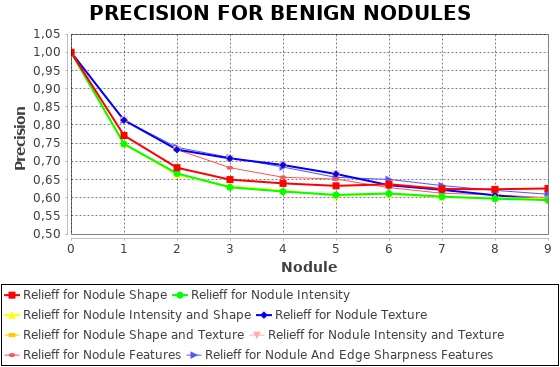 PRECISION FOR BENIGN NODULES
1,05
1,00
0,95
0,90
0,85
0,80
0,75
0,70
0,65
0,60
0,55
0,50
Precision
0 1 2 3 4 5 6 7 8 9
Nodule
Relieff for Nodule Shape Relieff for Nodule Intensity
Relieff for Nodule Intensity and Shape Relieff for Nodule Texture
Relieff for Nodule Shape and Texture Relieff for Nodule Intensity and Texture
Relieff for Nodule Features Relieff for Nodule And Edge Sharpness Features